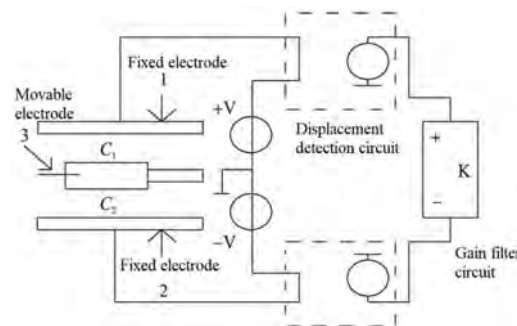 Fixed electrode
1
Movable
electrode
3
+V
C1
Displacement
detection circuit
+
K
−
C2
−V
Fixed electrode
2
Gain filter
circuit